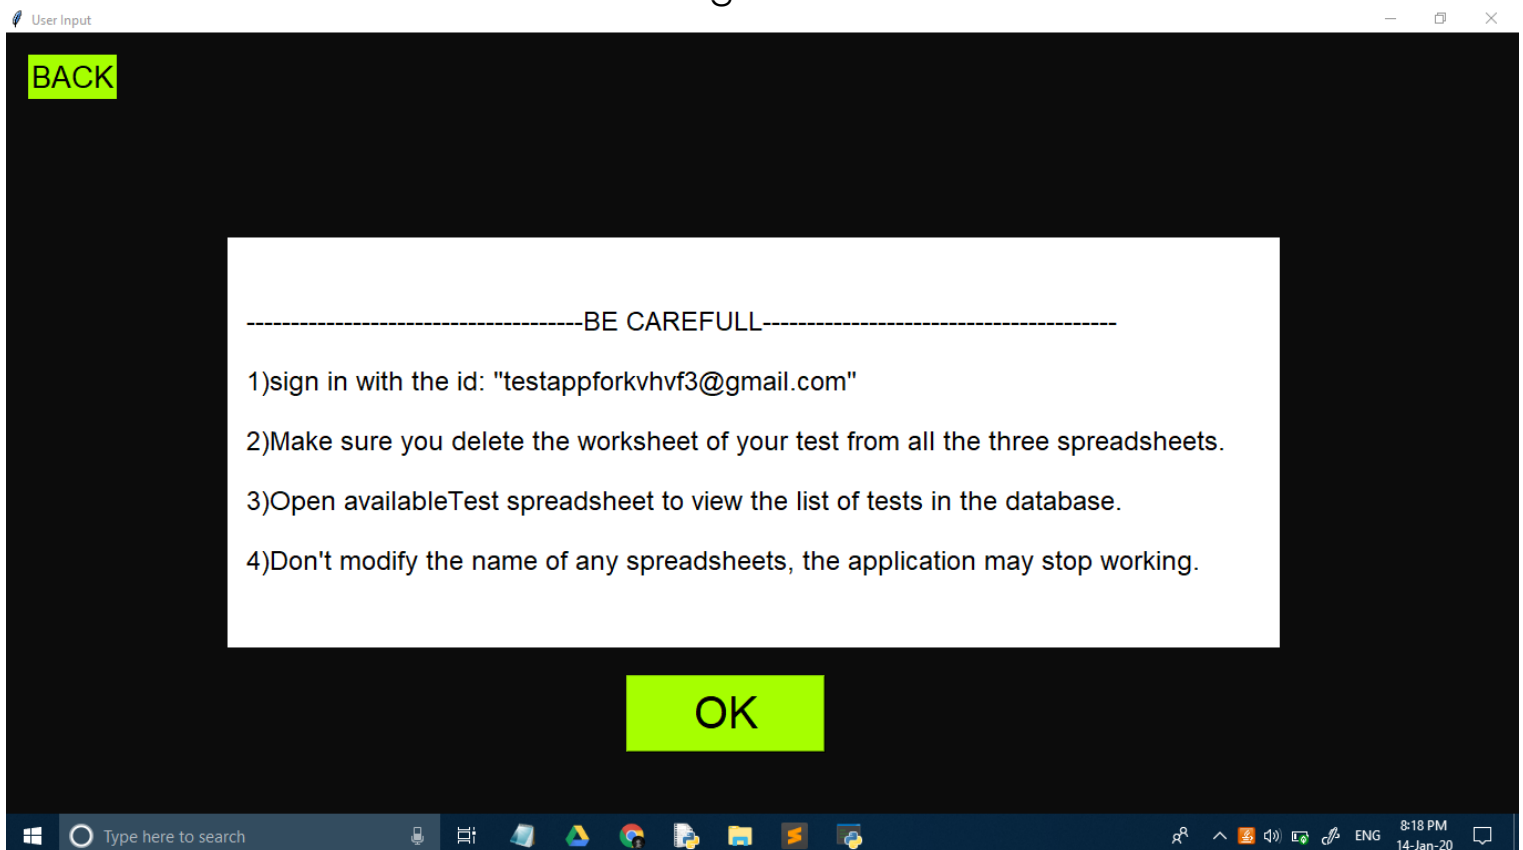 User Input
BACK
--------------------------------------BE CAREFULL----------------------------------------
1)sign in with the id: "testappforkvhvf3@gmail.com"
2)Make sure you delete the worksheet of your test from all the three spreadsheets.
3)Open availableTest spreadsheet to view the list of tests in the database.
4)Don't modify the name of any spreadsheets, the application may stop working.
OK
Type here to search
ENG
8:18 PM
14-Jan-20